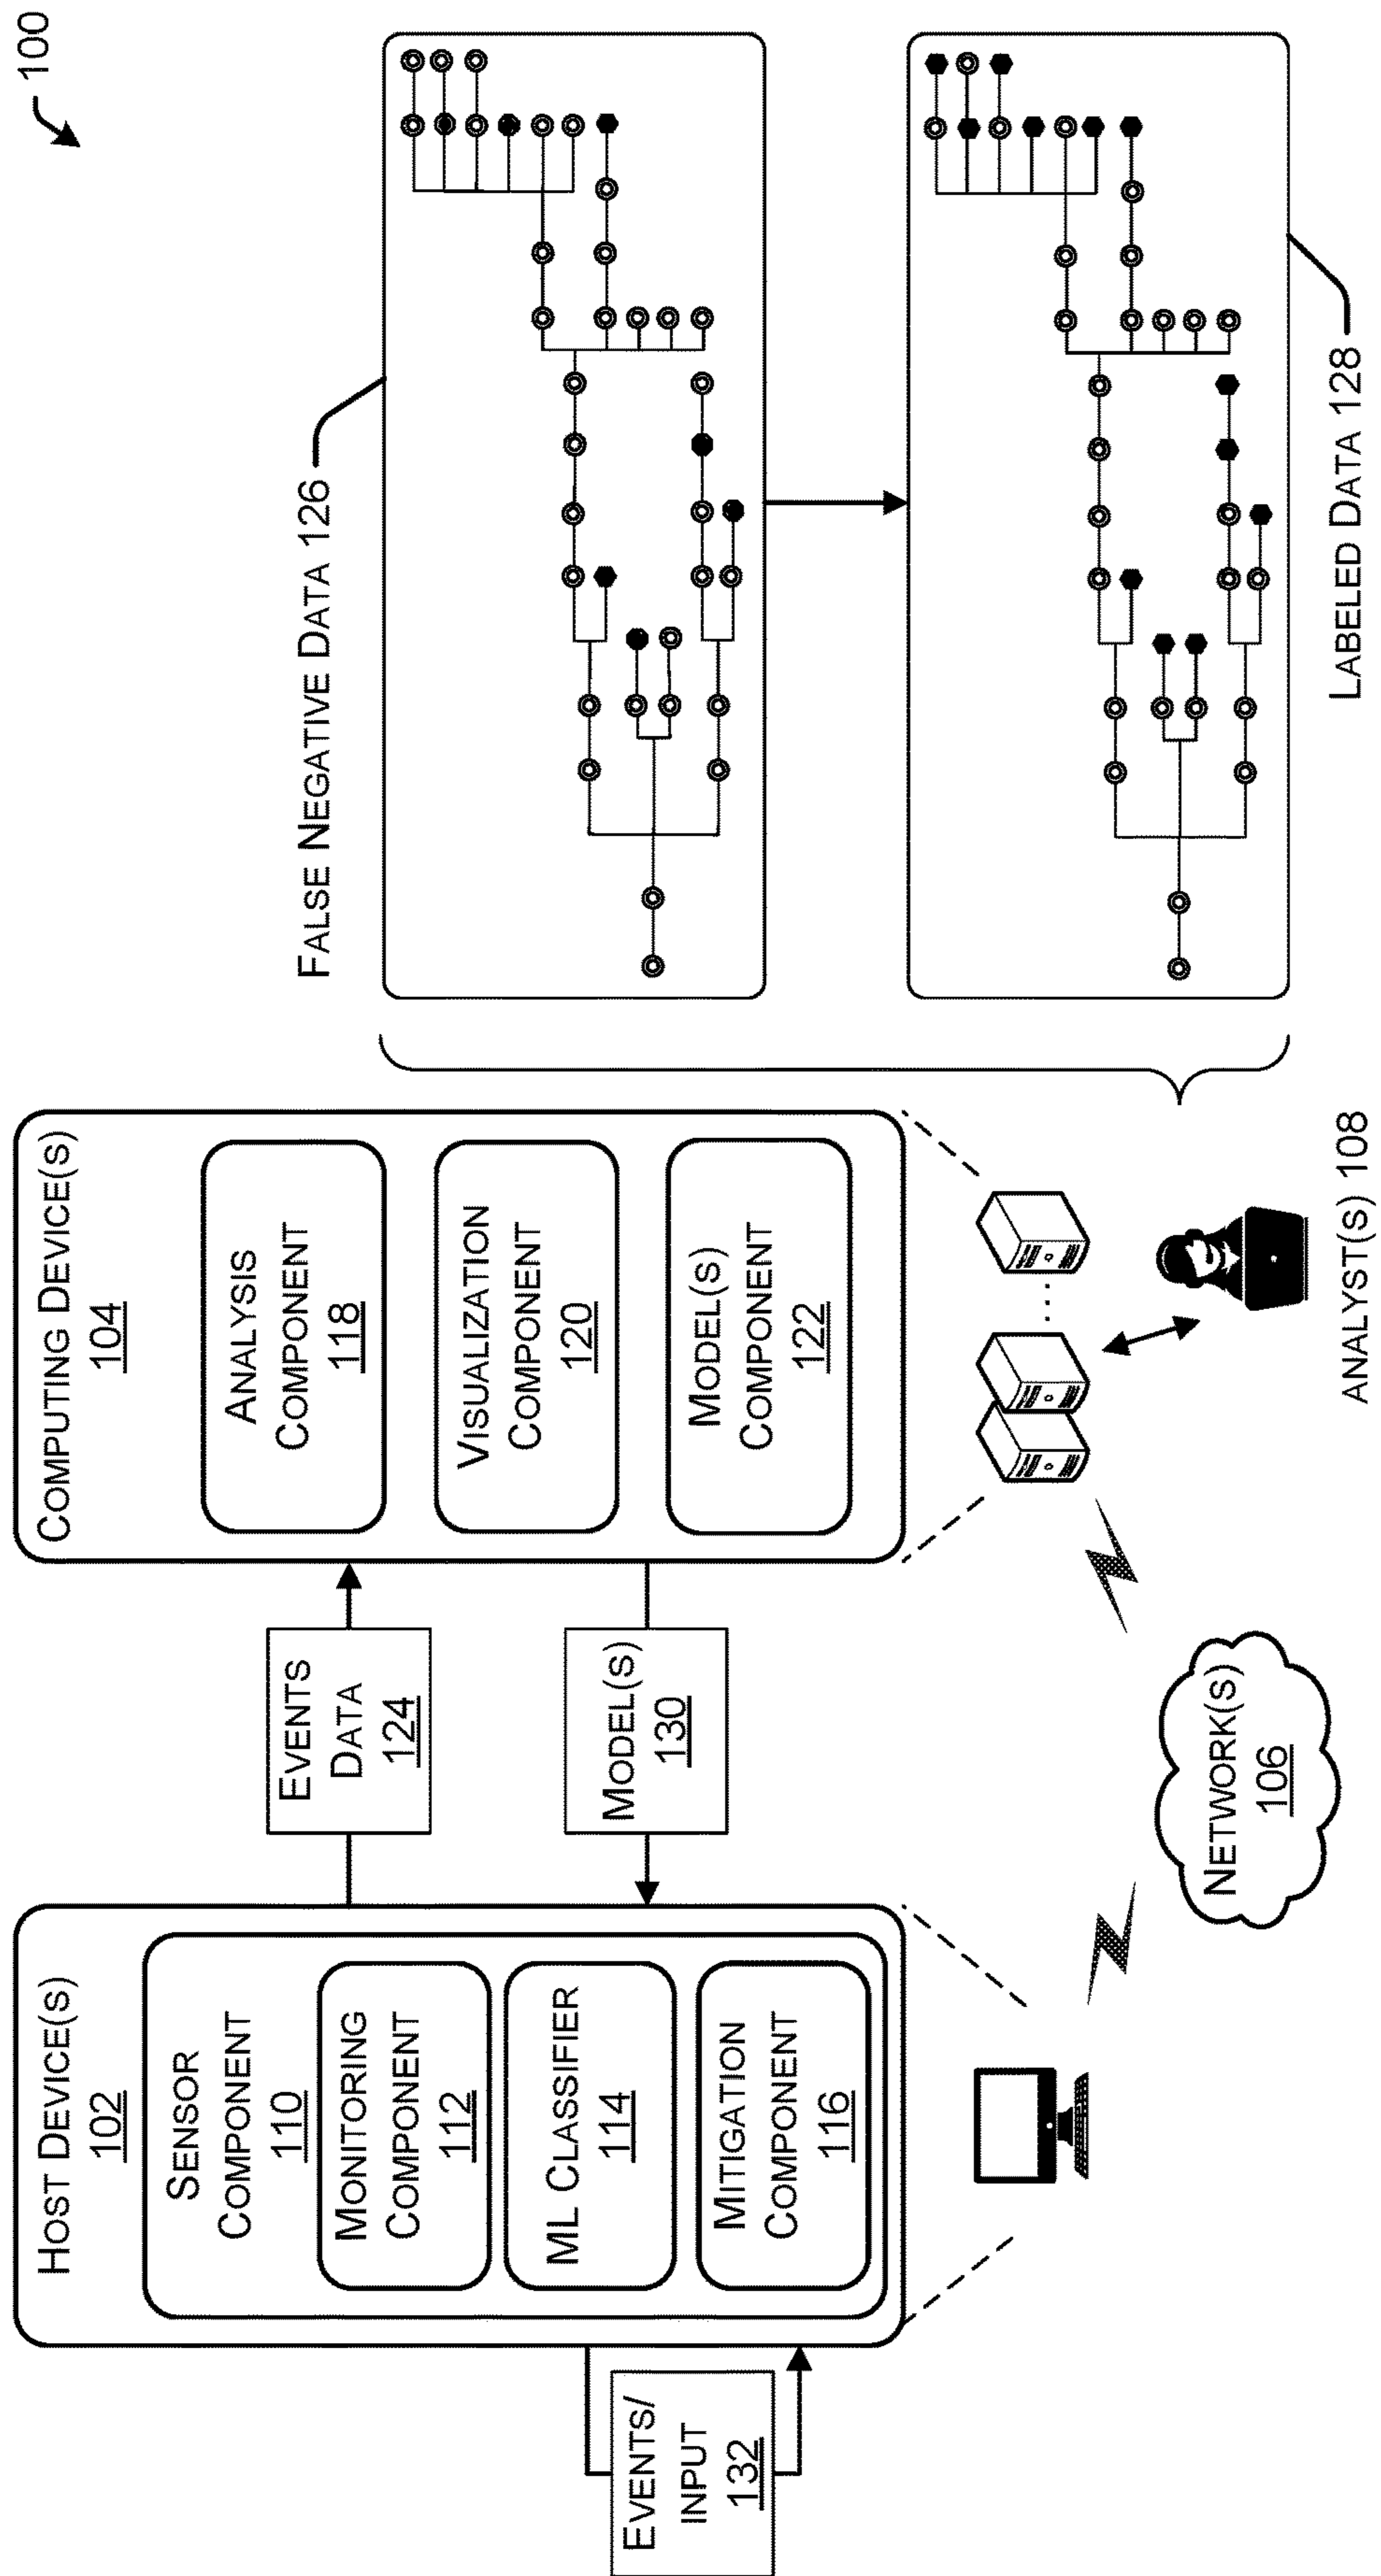 100
HOST DEVICE(S)
102
SENSOR
COMPONENT
110
MONITORING
COMPONENT
112
ML CLASSIFIER
114
MITIGATION
COMPONENT
116
EVENTS/
INPUT
132
EVENTS
DATA
124
MODEL(S)
130
COMPUTING DEVICE(S)
104
ANALYSIS
COMPONENT
118
VISUALIZATION
COMPONENT
120
MODEL(S)
COMPONENT
122
NETWORK(S)
106
ANALYST(S) 108
FALSE NEGATIVE DATA 126
LABELED DATA 128